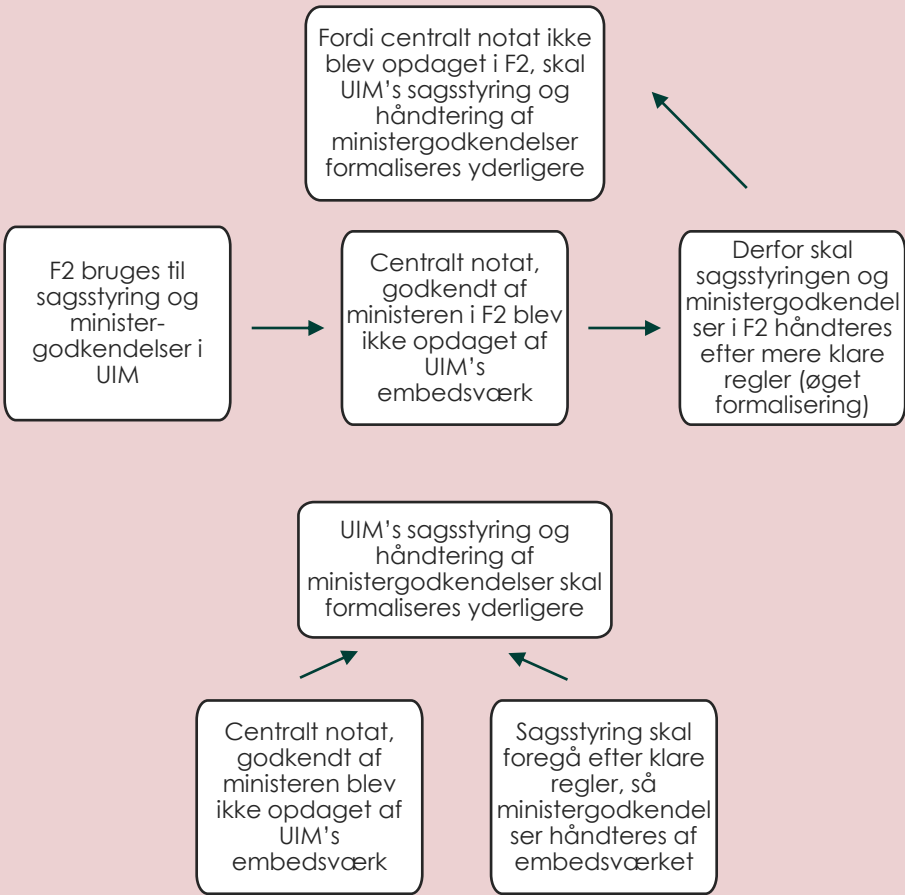 Fordi centralt notat ikke
blev opdaget i F2, skal
UIM's sagsstyring og
håndtering af
ministergodkendelser
formaliseres yderligere
F2 bruges til
sagsstyring og
minister-
godkendelser i
UIM
Centralt notat,
godkendt af
ministeren i F2 blev
ikke opdaget af
UIM's
embedsværk
Derfor skal
sagsstyringen og
ministergodkendel
ser i F2 håndteres
efter mere klare
regler (øget
formalisering)
UIM's sagsstyring og
håndtering af
ministergodkendelser skal
formaliseres yderligere
Centralt notat,
godkendt af
ministeren blev
ikke opdaget af
UIM's
embedsværk
Sagsstyring skal
foregå efter klare
regler, så
ministergodkendel
ser håndteres af
embedsværket